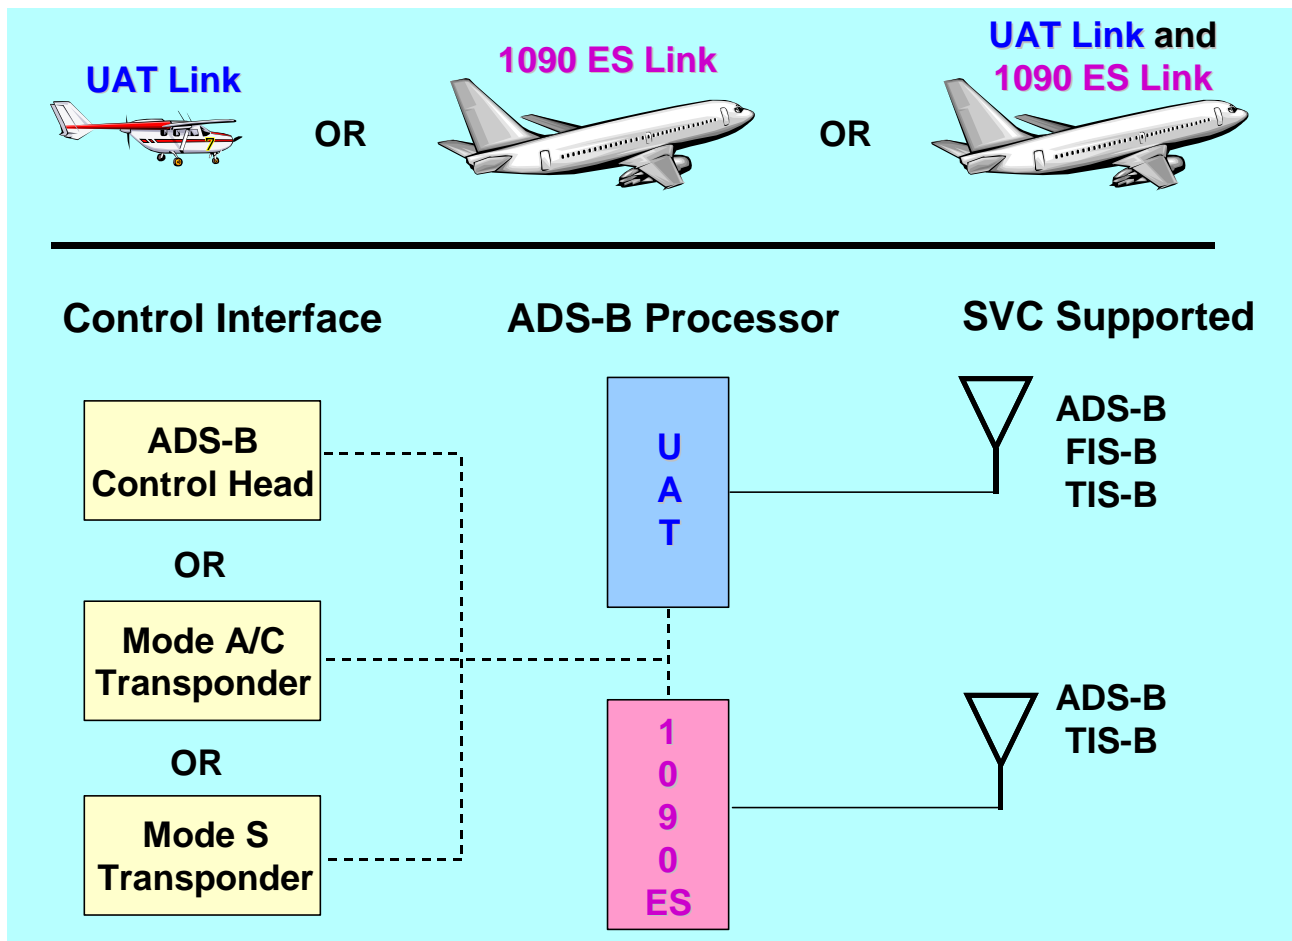 UAT Link
OR
1090 ES Link
OR
UAT Link and
1090 ES Link
7
Control Interface
ADS-B Processor
SVC Supported
ADS-B
Control Head
OR
Mode A/C
Transponder
OR
Mode S
Transponder
U
A
T
1
0
9
0
ES
ADS-B
FIS-B
TIS-B
ADS-B
TIS-B